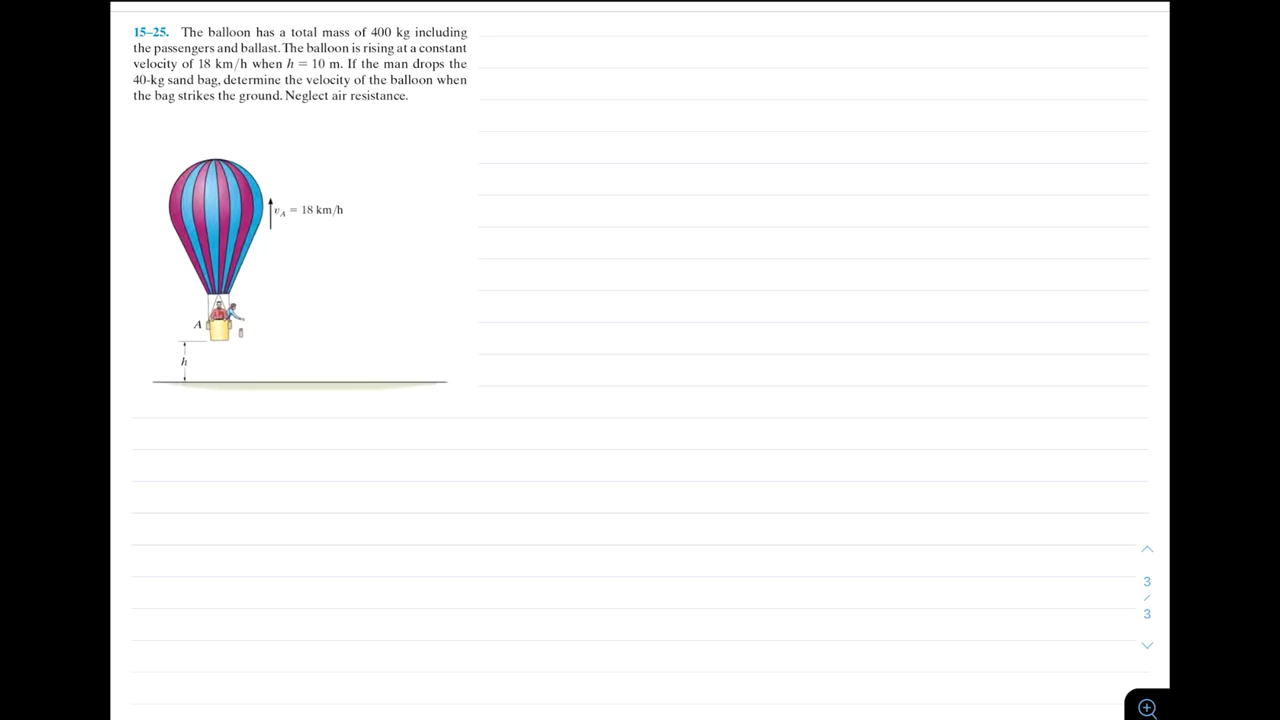 15–25. The balloon has a total mass of 400 kg including
the passengers and ballast. The balloon is rising at a constant
velocity of 18 km/h when h = 10 m. If the man drops the
40-kg sand bag, determine the velocity of the balloon when
the bag strikes the ground. Neglect air resistance.
v_A = 18 km/h
A
h
3
/
3